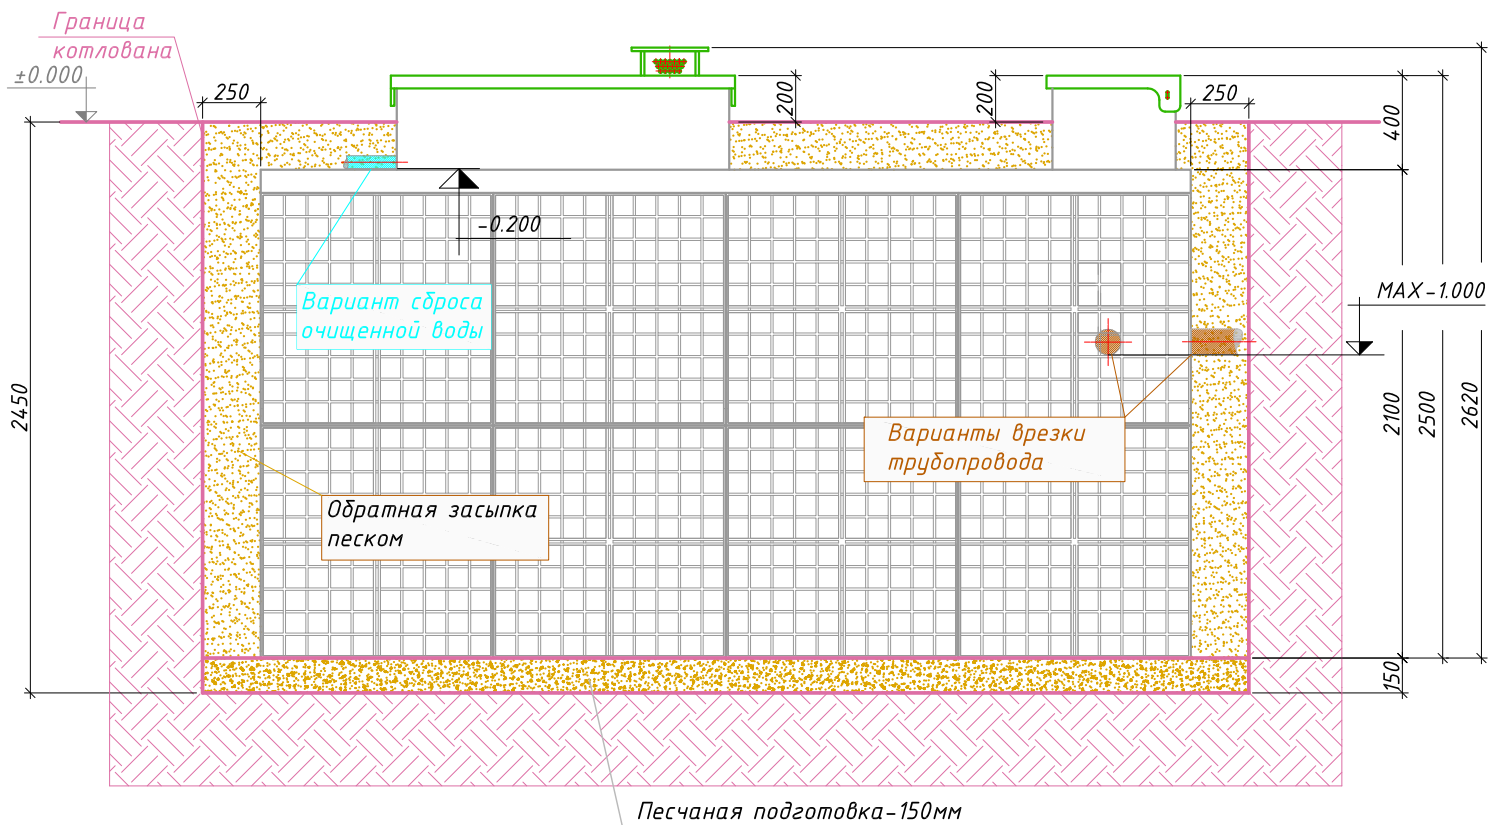 Граница
котлована
±0.000
250
200
200
250
400
-0.200
Вариант сброса
очищенной воды
MAX-1.000
2450
2100
2500
2620
Варианты врезки
трубопровода
Обратная засыпка
песком
150
Песчаная подготовка-150мм